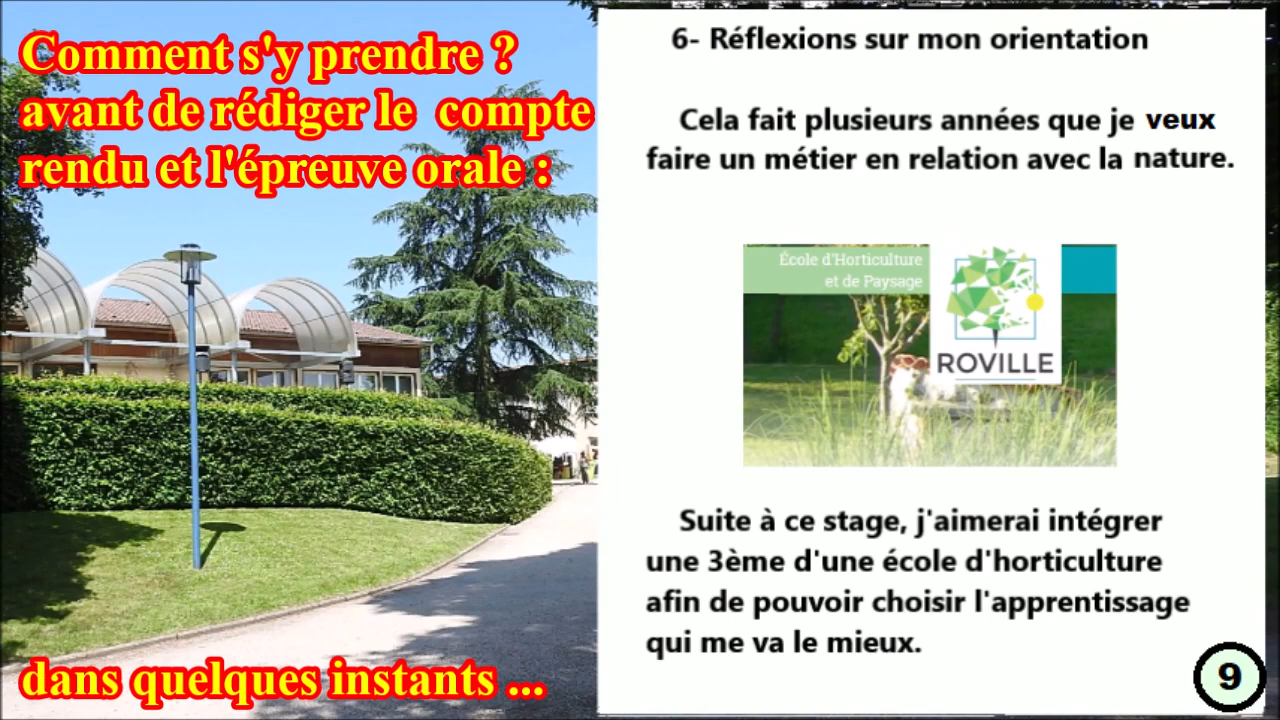 Comment s'y prendre ?
avant de rédiger le compte
rendu et l'épreuve orale :
dans quelques instants ...
6- Réflexions sur mon orientation
Cela fait plusieurs années que je veux
faire un métier en relation avec la nature.
École d'Horticulture
et de Paysage
ROVILLE
Suite à ce stage, j'aimerai intégrer
une 3ème d'une école d'horticulture
afin de pouvoir choisir l'apprentissage
qui me va le mieux.
9